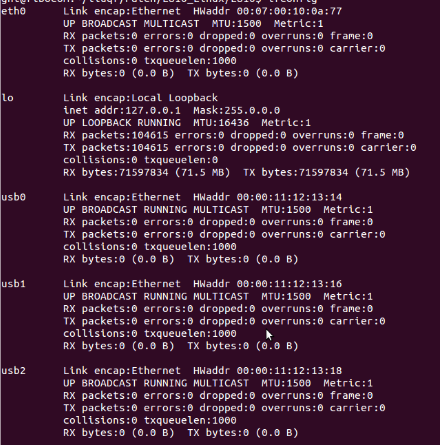 eth0 Link encap:Ethernet HWaddr 00:07:00:10:0a:77
UP BROADCAST MULTICAST MTU:1500 Metric:1
RX packets:0 errors:0 dropped:0 overruns:0 frame:0
TX packets:0 errors:0 dropped:0 overruns:0 carrier:0
collisions:0 txqueuelen:1000
RX bytes:0 (0.0 B) TX bytes:0 (0.0 B)
lo Link encap:Local Loopback
inet addr:127.0.0.1 Mask:255.0.0.0
UP LOOPBACK RUNNING MTU:16436 Metric:1
RX packets:104615 errors:0 dropped:0 overruns:0 frame:0
TX packets:104615 errors:0 dropped:0 overruns:0 carrier:0
collisions:0 txqueuelen:0
RX bytes:71597834 (71.5 MB) TX bytes:71597834 (71.5 MB)
usb0 Link encap:Ethernet HWaddr 00:00:11:12:13:14
UP BROADCAST RUNNING MULTICAST MTU:1500 Metric:1
RX packets:0 errors:0 dropped:0 overruns:0 frame:0
TX packets:0 errors:0 dropped:0 overruns:0 carrier:0
collisions:0 txqueuelen:1000
RX bytes:0 (0.0 B) TX bytes:0 (0.0 B)
usb1 Link encap:Ethernet HWaddr 00:00:11:12:13:16
UP BROADCAST RUNNING MULTICAST MTU:1500 Metric:1
RX packets:0 errors:0 dropped:0 overruns:0 frame:0
TX packets:0 errors:0 dropped:0 overruns:0 carrier:0
collisions:0 txqueuelen:1000
RX bytes:0 (0.0 B) TX bytes:0 (0.0 B)
usb2 Link encap:Ethernet HWaddr 00:00:11:12:13:18
UP BROADCAST RUNNING MULTICAST MTU:1500 Metric:1
RX packets:0 errors:0 dropped:0 overruns:0 frame:0
TX packets:0 errors:0 dropped:0 overruns:0 carrier:0
collisions:0 txqueuelen:1000
RX bytes:0 (0.0 B) TX bytes:0 (0.0 B)